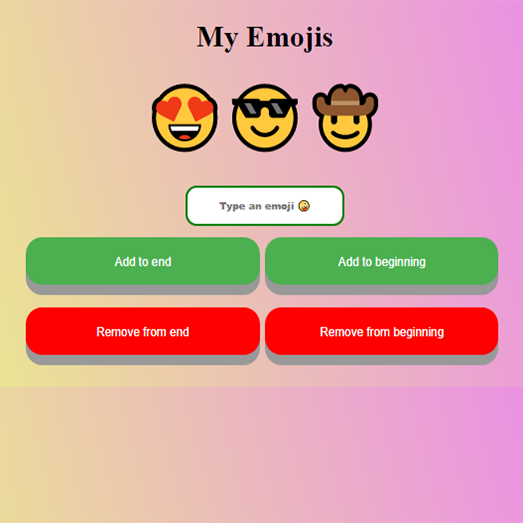 My Emojis
Type an emoji 😜
Add to end
Add to beginning
Remove from end
Remove from beginning